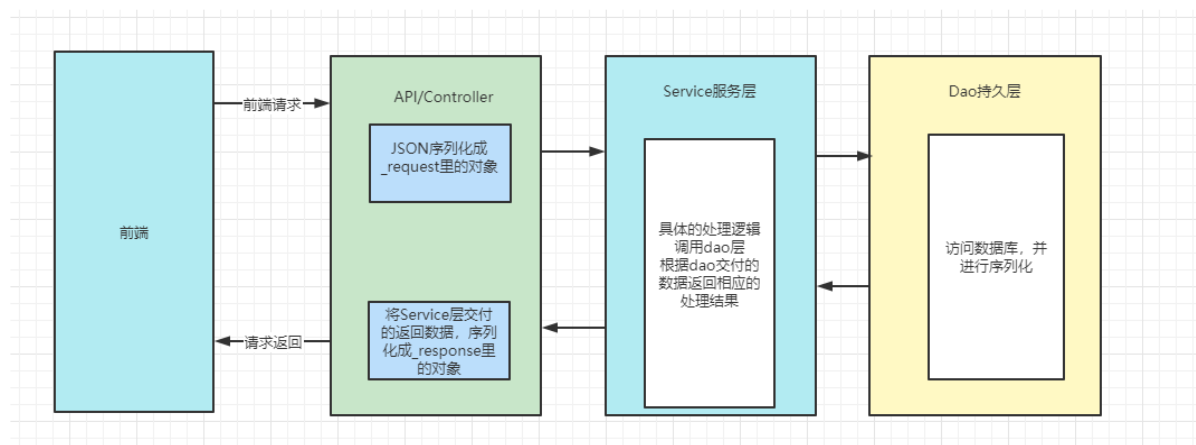 前端
前端请求
请求返回
API/Controller
JSON序列化成
_request里的对象
将Service层交付
的返回数据，序列
化成_response里
的对象
Service服务层
具体的处理逻辑
调用dao层
根据dao交付的
数据返回相应的
处理结果
Dao持久层
访问数据库，并
进行序列化